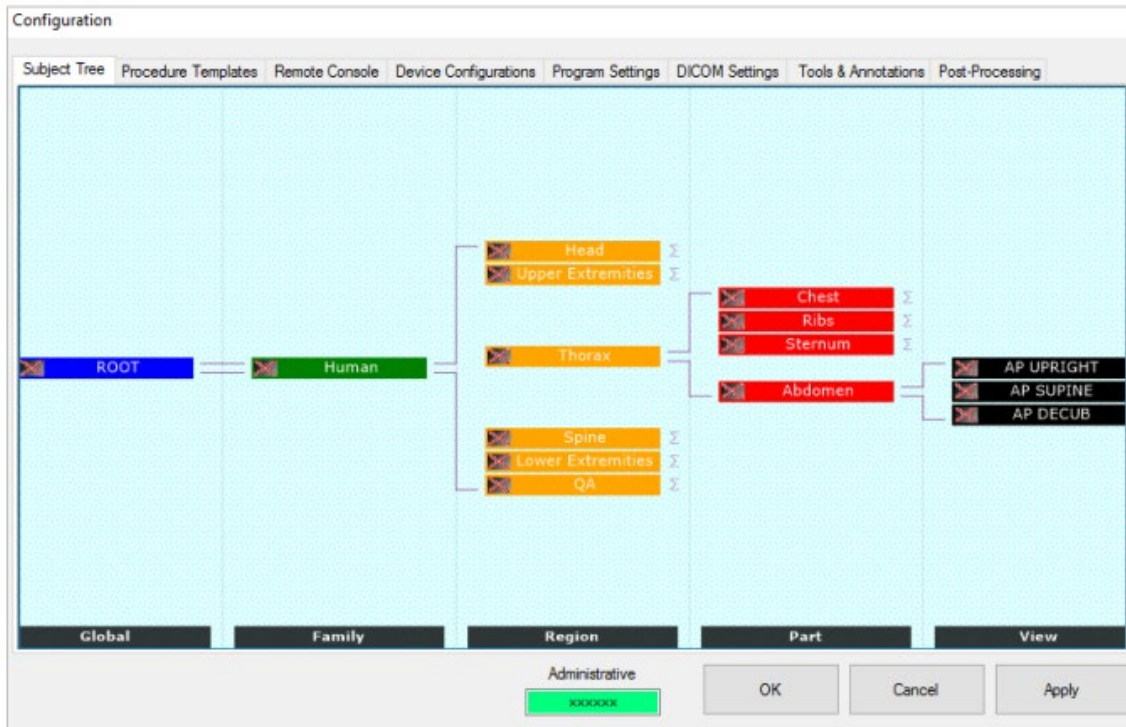 Configuration
Subject Tree Procedure Templates Remote Console Device Configurations Program Settings DICOM Settings Tools & Annotations Post-Processing
Head Σ
Upper Extremities Σ
Chest Σ
Ribs Σ
Sternum Σ
Thorax
ROOT Human AP UPRIGHT
Abdomen AP SUPINE
AP DECUB
Spine Σ
Lower Extremities Σ
QA Σ
Global Family Region Part View
Administrative
xxxxxx
OK Cancel Apply